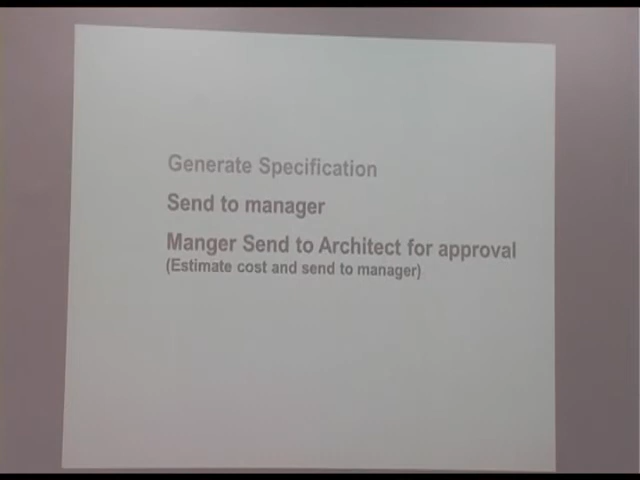 Generate Specification
Send to manager
Manger Send to Architect for approval
(Estimate cost and send to manager)